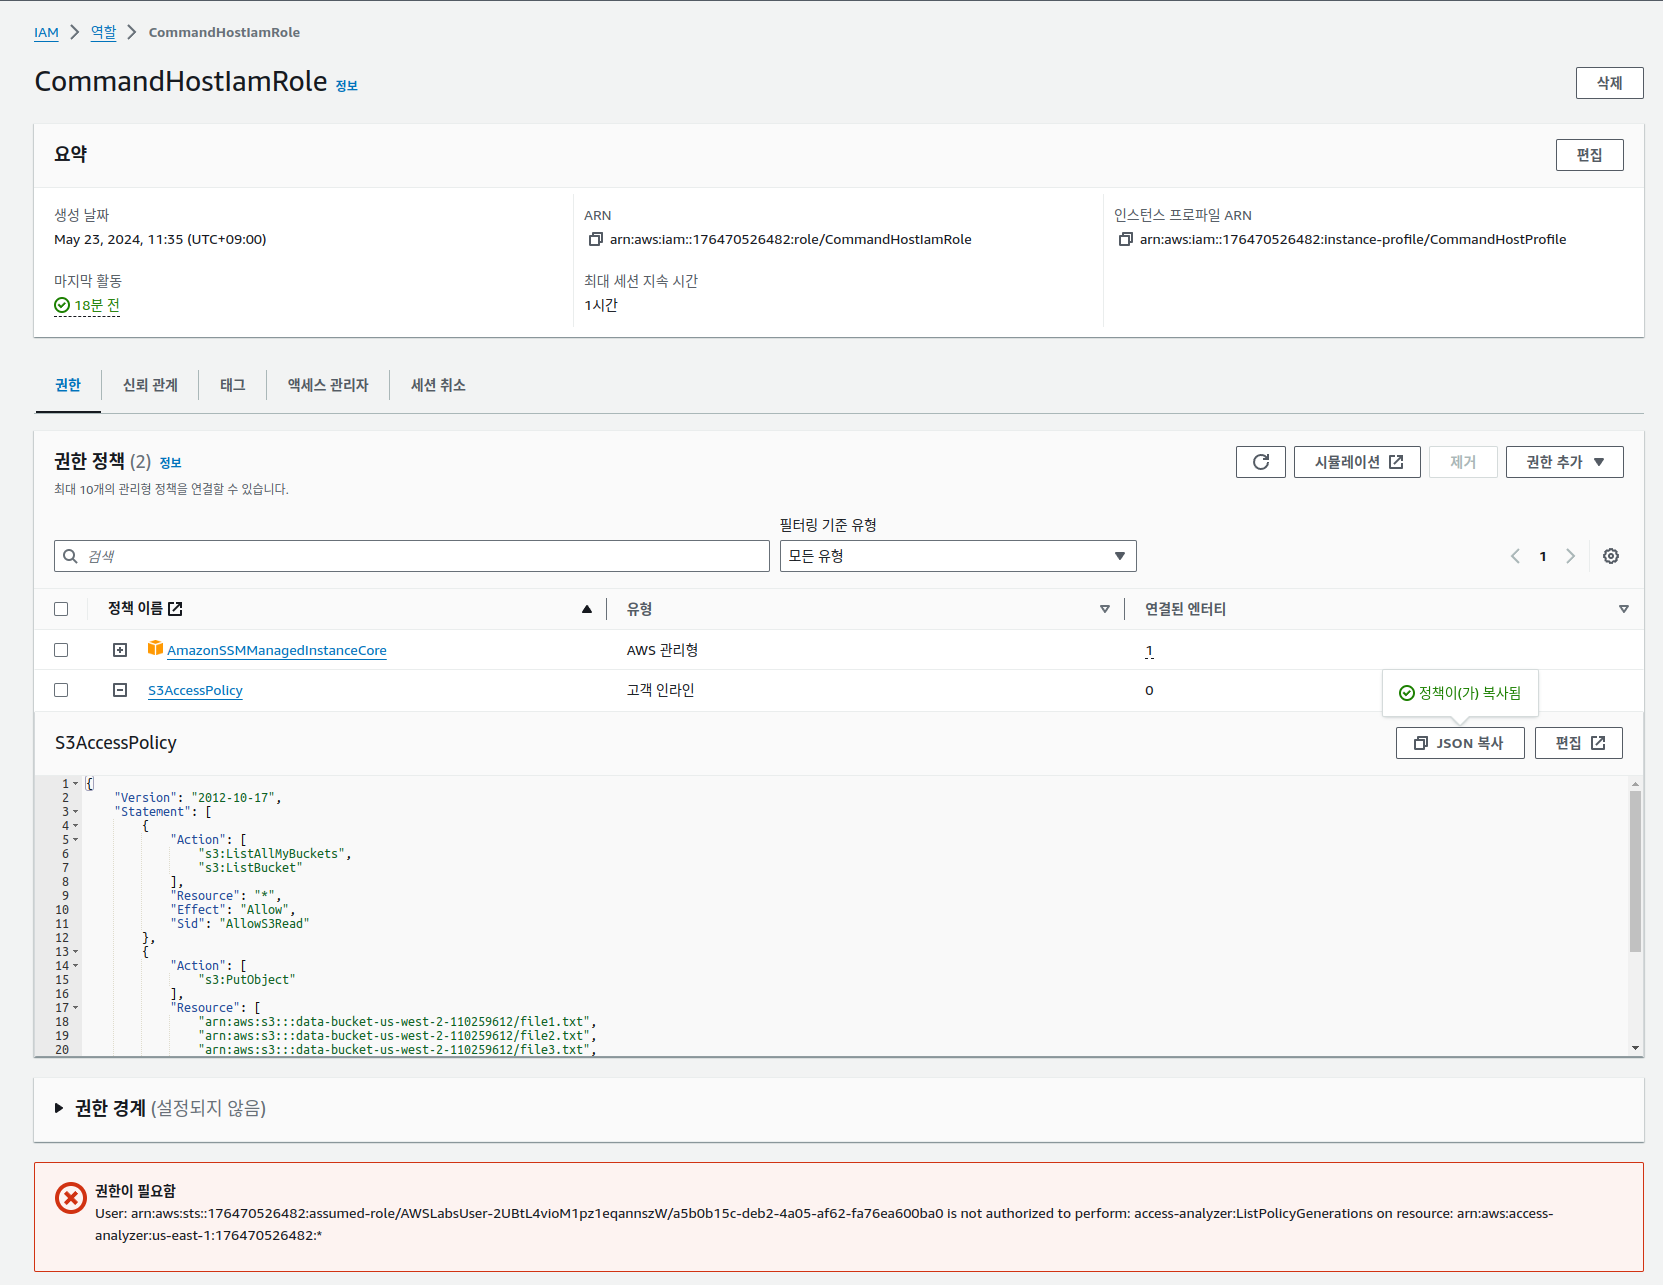 IAM > 역할 > CommandHostIamRole
CommandHostIamRole 정보
삭제
요약
편집
생성 날짜
May 23, 2024, 11:35 (UTC+09:00)
ARN
arn:aws:iam::176470526482:role/CommandHostIamRole
인스턴스 프로파일 ARN
arn:aws:iam::176470526482:instance-profile/CommandHostProfile
마지막 활동
18분 전
최대 세션 지속 시간
1시간
권한 신뢰 관계 태그 액세스 관리자 세션 취소
권한 정책 (2) 정보
최대 10개의 관리형 정책을 연결할 수 있습니다.
시뮬레이션 제거 권한 추가
필터링 기준 유형
검색
모든 유형
1
정책 이름 유형 연결된 엔터티
AmazonSSMManagedInstanceCore AWS 관리형 1
S3AccessPolicy 고객 인라인 0
정책이(가) 복사됨
S3AccessPolicy
JSON 복사
편집
1 {
2 "Version": "2012-10-17",
3 "Statement": [
4 {
5 "Action": [
6 "s3:ListAllMyBuckets",
7 "s3:ListBucket"
8 ],
9 "Resource": "*",
10 "Effect": "Allow",
11 "Sid": "AllowS3Read"
12 },
13 {
14 "Action": [
15 "s3:PutObject"
16 ],
17 "Resource": [
18 "arn:aws:s3:::data-bucket-us-west-2-110259612/file1.txt",
19 "arn:aws:s3:::data-bucket-us-west-2-110259612/file2.txt",
20 "arn:aws:s3:::data-bucket-us-west-2-110259612/file3.txt",
권한 경계 (설정되지 않음)
권한이 필요함
User: arn:aws:sts::176470526482:assumed-role/AWSLabsUser-2UBtL4vioM1pz1eqannszW/a5b0b15c-deb2-4a05-af62-fa76ea600ba0 is not authorized to perform: access-analyzer:ListPolicyGenerations on resource: arn:aws:access-
analyzer:us-east-1:176470526482:*